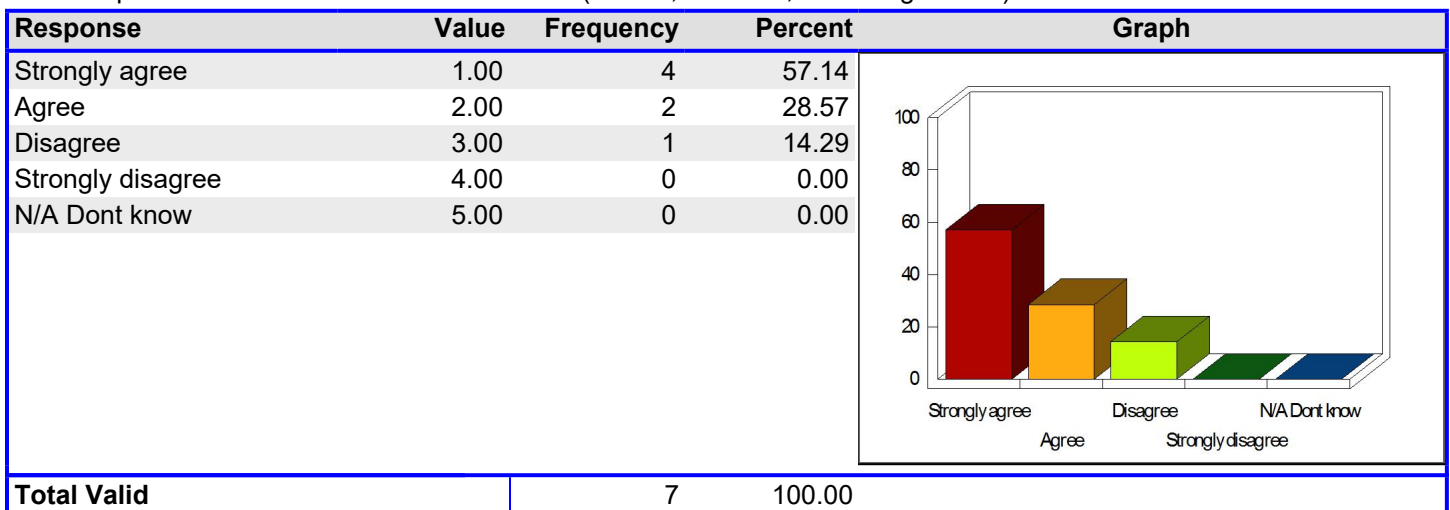 Response Value Frequency Percent Graph
Strongly agree 1.00 4 57.14
Agree 2.00 2 28.57
Disagree 3.00 1 14.29
Strongly disagree 4.00 0 0.00
N/A Dont know 5.00 0 0.00
100
80
60
40
20
0
Strongly agree Disagree N/A Dont know
Agree Strongly disagree
Total Valid 7 100.00